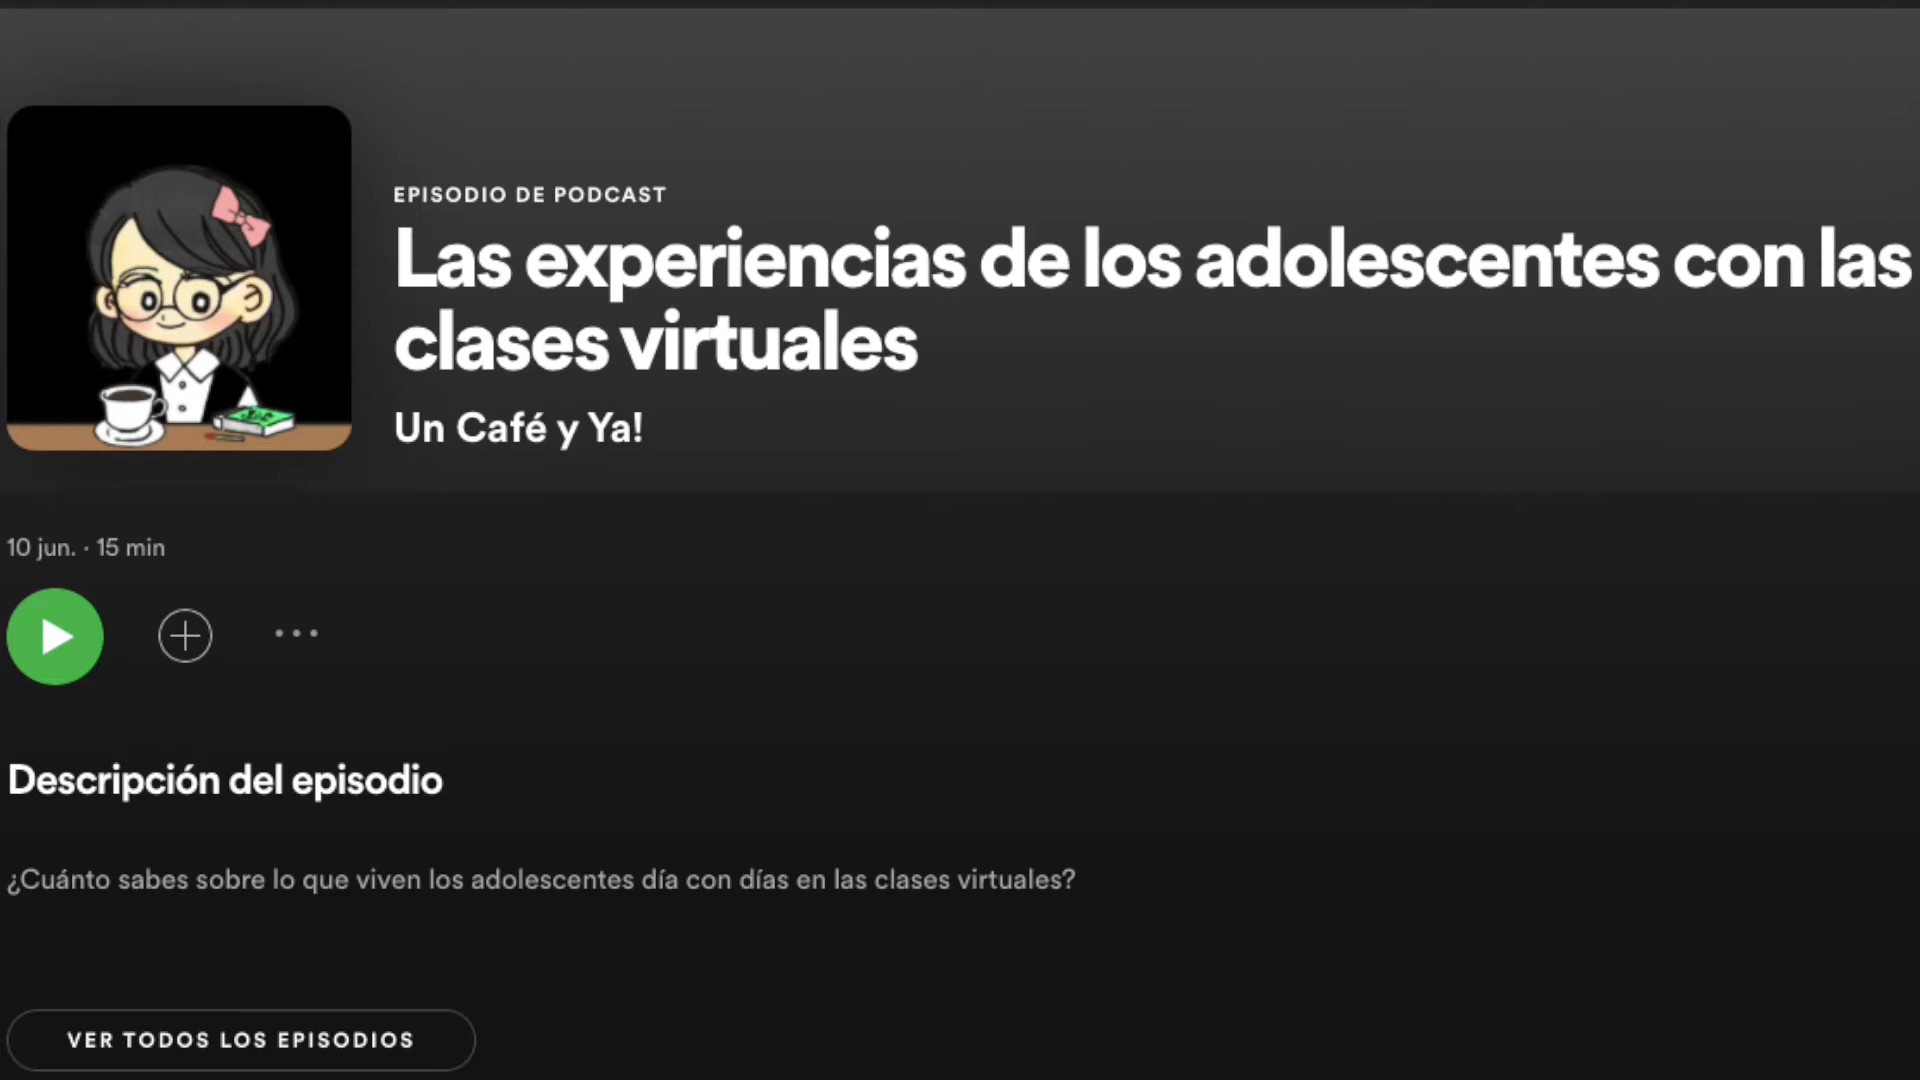 EPISODIO DE PODCAST
Las experiencias de los adolescentes con las
clases virtuales
Un Café y Ya!
10 jun. · 15 min
Descripción del episodio
¿Cuánto sabes sobre lo que viven los adolescentes día con días en las clases virtuales?
VER TODOS LOS EPISODIOS